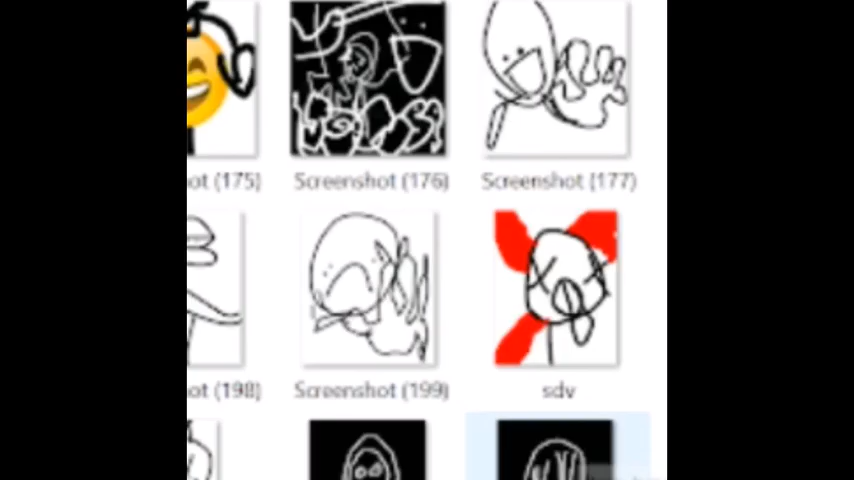 ot (175)
Screenshot (176)
Screenshot (177)
ot (198)
Screenshot (199)
sdv